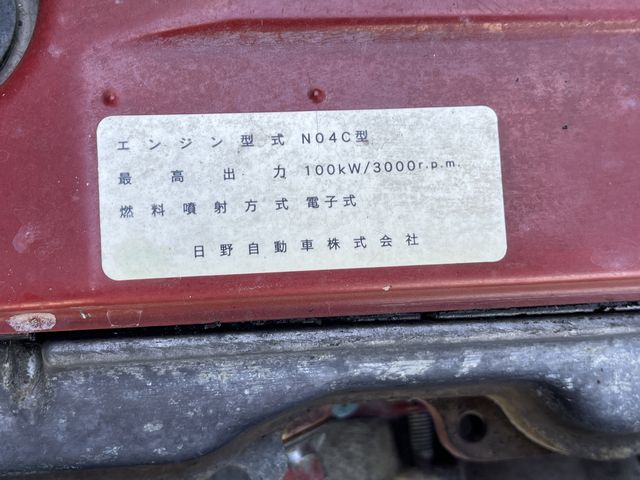 エンジン型式 N04C型
最高出力 100kW/3000r.p.m.
燃料噴射方式 電子式
日野自動車株式会社